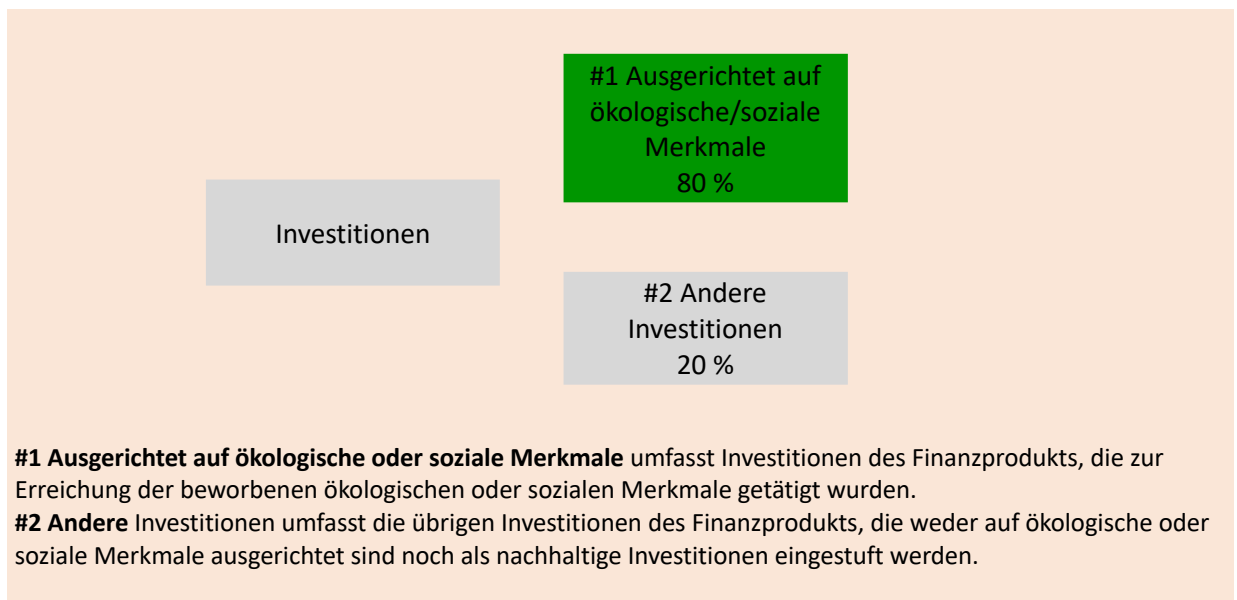 #1 Ausgerichtet auf
ökologische/soziale
Merkmale
80 %
Investitionen
#2 Andere
Investitionen
20 %
#1 Ausgerichtet auf ökologische oder soziale Merkmale umfasst Investitionen des Finanzprodukts, die zur
Erreichung der beworbenen ökologischen oder sozialen Merkmale getätigt wurden.
#2 Andere Investitionen umfasst die übrigen Investitionen des Finanzprodukts, die weder auf ökologische oder
soziale Merkmale ausgerichtet sind noch als nachhaltige Investitionen eingestuft werden.